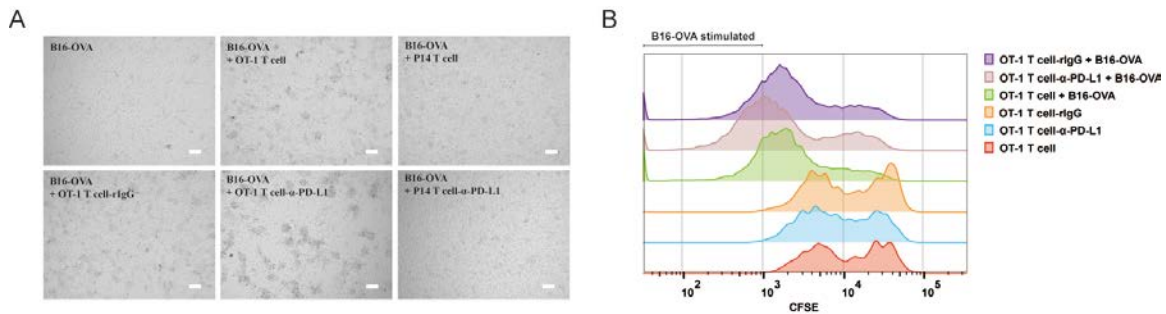 A
B16-OVA
B16-OVA
+ OT-1 T cell
B16-OVA
+ P14 T cell
B16-OVA
+ OT-1 T cell-rIgG
B16-OVA
+ OT-1 T cell-α-PD-L1
B16-OVA
+ P14 T cell-α-PD-L1
B
B16-OVA stimulated
10² 10³ 10⁴ 10⁵
CFSE
OT-1 T cell-rIgG + B16-OVA
OT-1 T cell-α-PD-L1 + B16-OVA
OT-1 T cell + B16-OVA
OT-1 T cell-rIgG
OT-1 T cell-α-PD-L1
OT-1 T cell